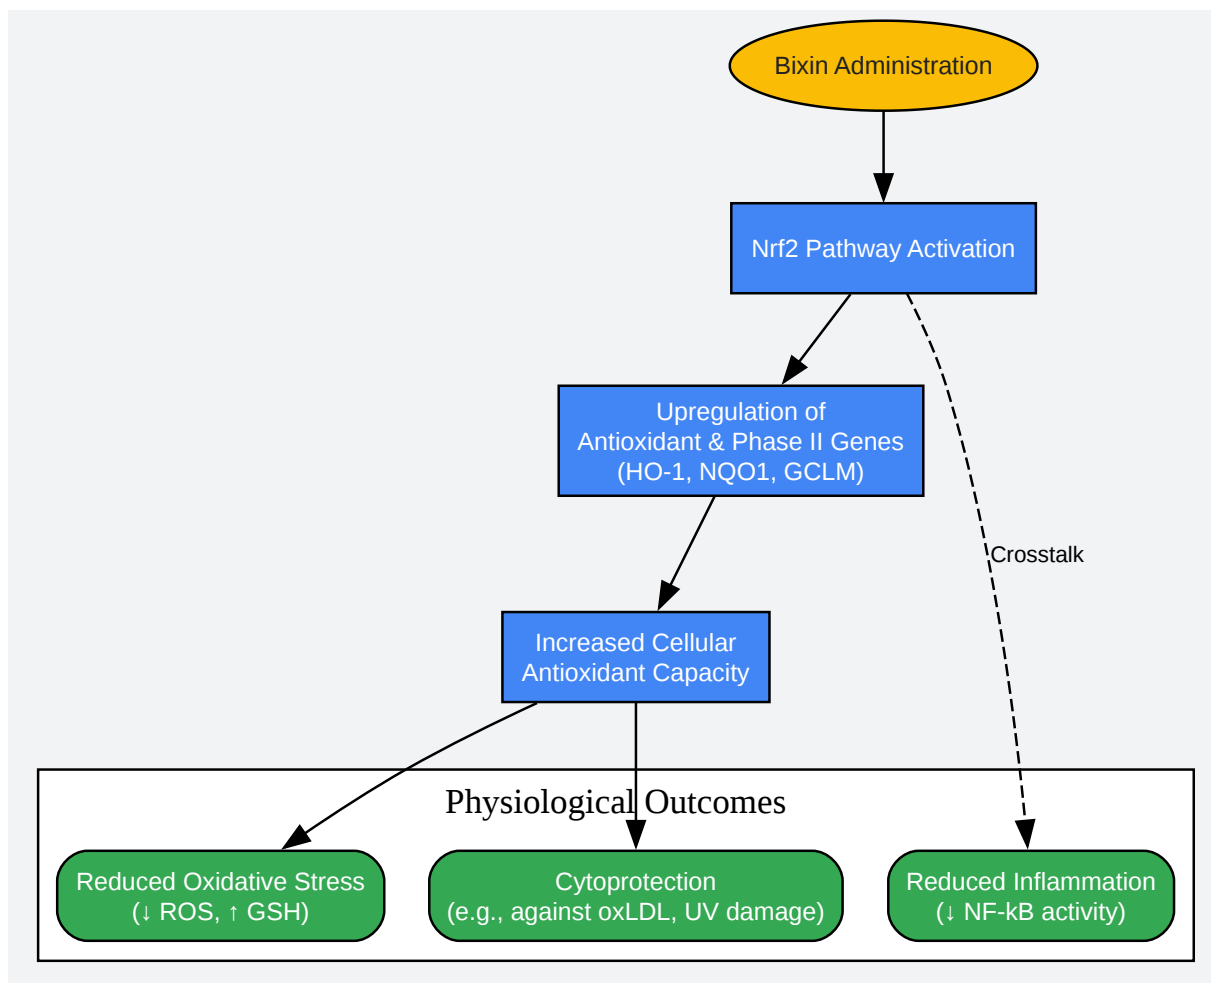 Bixin Administration
Nrf2 Pathway Activation
Upregulation of
Antioxidant & Phase II Genes
(HO-1, NQO1, GCLM)
Crosstalk
Increased Cellular
Antioxidant Capacity
Physiological Outcomes
Reduced Oxidative Stress
(↓ ROS, ↑ GSH)
Cytoprotection
(e.g., against oxLDL, UV damage)
Reduced Inflammation
(↓ NF-kB activity)